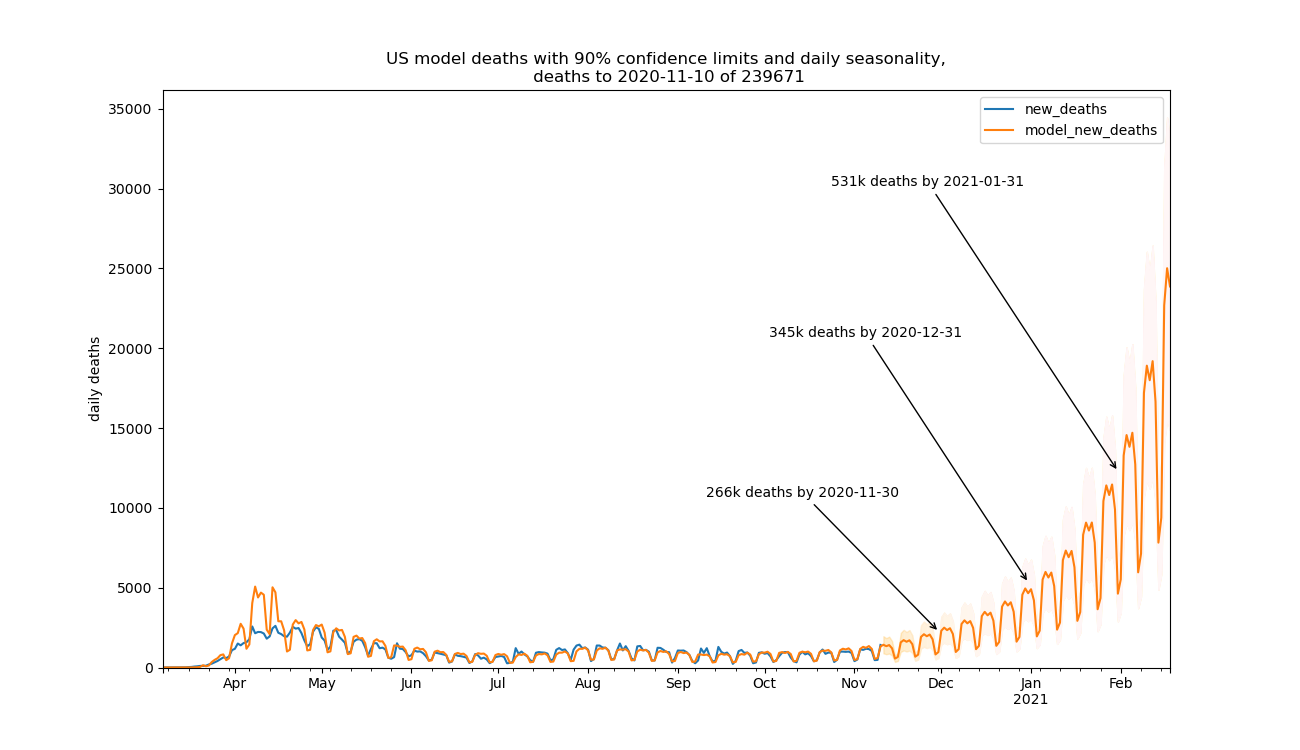 US model deaths with 90% confidence limits and daily seasonality,
deaths to 2020-11-10 of 239671
35000
30000
25000
20000
15000
10000
5000
0
daily deaths
new_deaths
model_new_deaths
531k deaths by 2021-01-31
345k deaths by 2020-12-31
266k deaths by 2020-11-30
Apr May Jun Jul Aug Sep Oct Nov Dec Jan Feb
2021